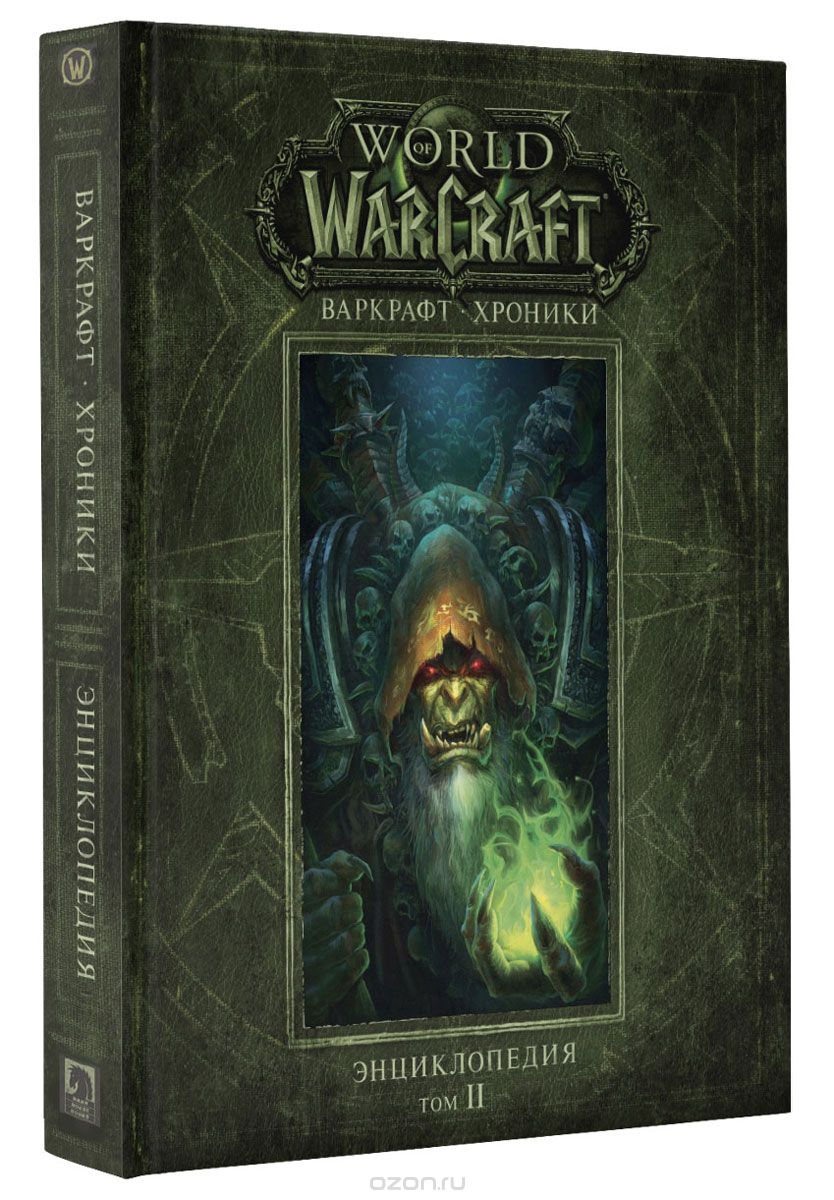 W
ВАРКРАФТ · ХРОНИКИ
ЭНЦИКЛОПЕДИЯ
WORLD
OF
WARCRAFT
ВАРКРАФТ · ХРОНИКИ
ЭНЦИКЛОПЕДИЯ
ТОМ II
ozon.ru